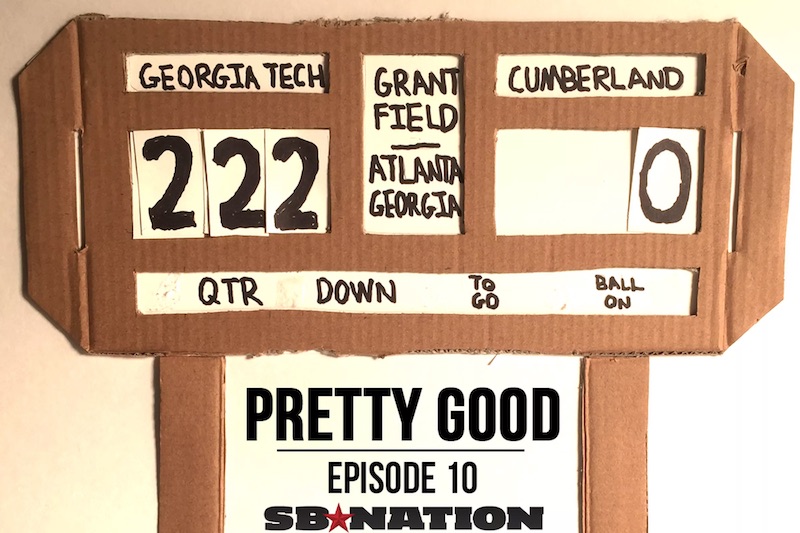 GEORGIA TECH
GRANT
FIELD
ATLANTA
GEORGIA
CUMBERLAND
222
0
QTR DOWN TO GO BALL ON
PRETTY GOOD
EPISODE 10
SB NATION